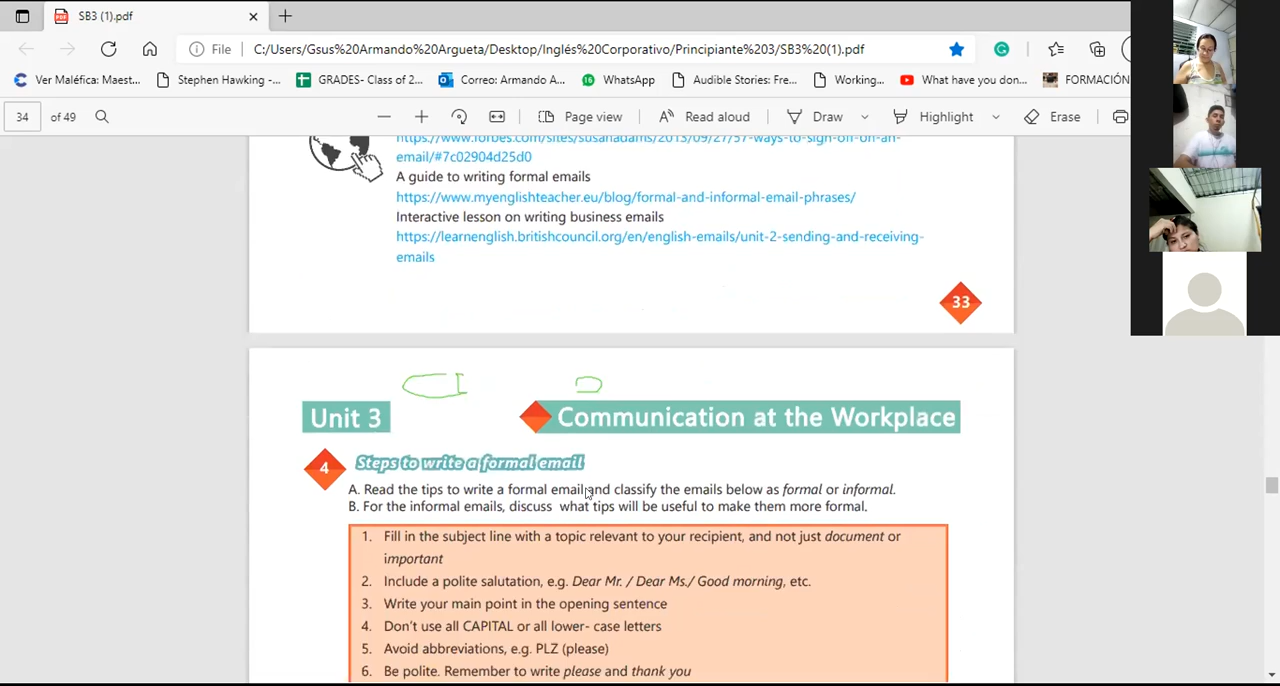 SB3 (1).pdf
File C:/Users/Gsus%20Armando%20Argueta/Desktop/Inglés%20Corporativo/Principiante%203/SB3%20(1).pdf
Ver Maléfica: Maest... Stephen Hawking -... GRADES- Class of 2... Correo: Armando A... WhatsApp Audible Stories: Fre... Working... What have you don... FORMACIÓN
34 of 49 Page view Read aloud Draw Highlight Erase
https://www.forbes.com/sites/susanadams/2013/09/27/57-ways-to-sign-off-on-an-
email/#7c02904d25d0
A guide to writing formal emails
https://www.myenglishteacher.eu/blog/formal-and-informal-email-phrases/
Interactive lesson on writing business emails
https://learnenglish.britishcouncil.org/en/english-emails/unit-2-sending-and-receiving-
emails
33
Unit 3 Communication at the Workplace
4 Steps to write a formal email
A. Read the tips to write a formal email and classify the emails below as formal or informal.
B. For the informal emails, discuss what tips will be useful to make them more formal.
1. Fill in the subject line with a topic relevant to your recipient, and not just document or
important
2. Include a polite salutation, e.g. Dear Mr. / Dear Ms./ Good morning, etc.
3. Write your main point in the opening sentence
4. Don't use all CAPITAL or all lower- case letters
5. Avoid abbreviations, e.g. PLZ (please)
6. Be polite. Remember to write please and thank you